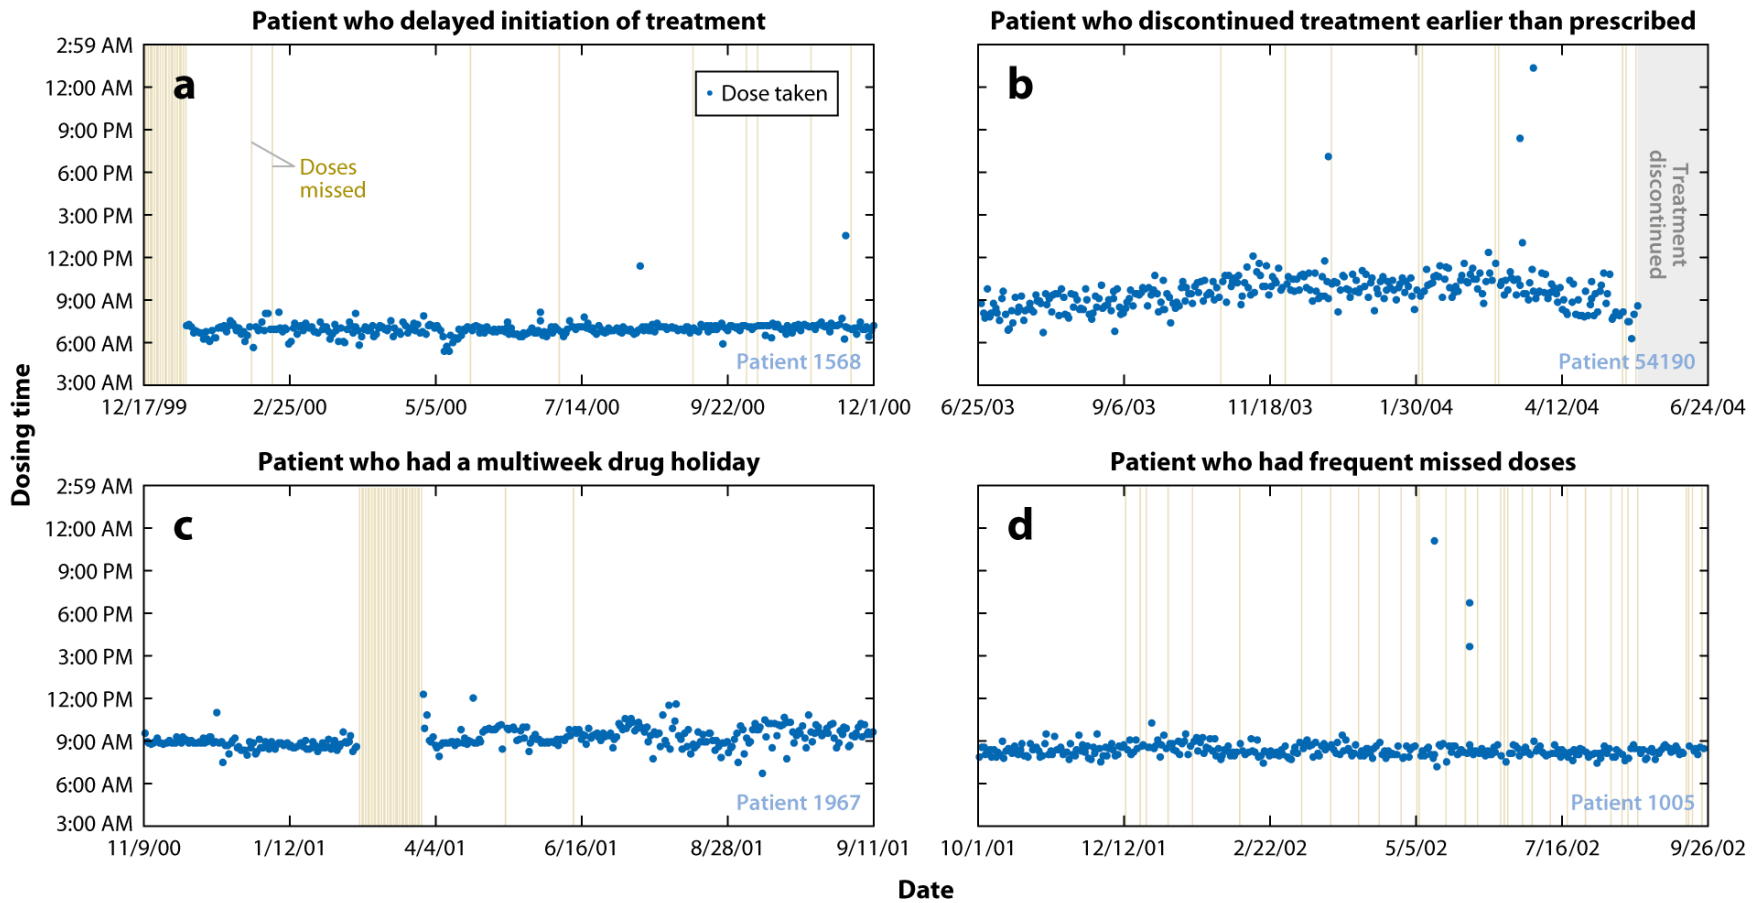 Patient who delayed initiation of treatment
2:59 AM
12:00 AM
9:00 PM
6:00 PM
3:00 PM
12:00 PM
9:00 AM
6:00 AM
3:00 AM
a
Dose taken
Doses
missed
Patient 1568
12/17/99
2/25/00
5/5/00
7/14/00
9/22/00
12/1/00
Patient who discontinued treatment earlier than prescribed
b
Treatment
discontinued
Patient 54190
6/25/03
9/6/03
11/18/03
1/30/04
4/12/04
6/24/04
Dosing time
Patient who had a multiweek drug holiday
2:59 AM
12:00 AM
9:00 PM
6:00 PM
3:00 PM
12:00 PM
9:00 AM
6:00 AM
3:00 AM
c
Patient 1967
11/9/00
1/12/01
4/4/01
6/16/01
8/28/01
9/11/01
Patient who had frequent missed doses
d
Patient 1005
10/1/01
12/12/01
2/22/02
5/5/02
7/16/02
9/26/02
Date